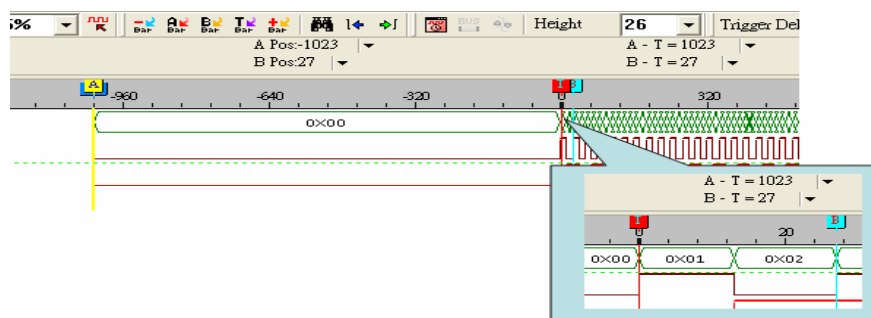 5%
Bar Bar Bar Bar Bar
BUS
Height 26 Trigger Del
A Pos:-1023 A - T = 1023
B Pos:27 B - T = 27
A T B
-960 -640 -320 0 320
0X00
A - T = 1023
B - T = 27
T B
0 20
0X00 0X01 0X02